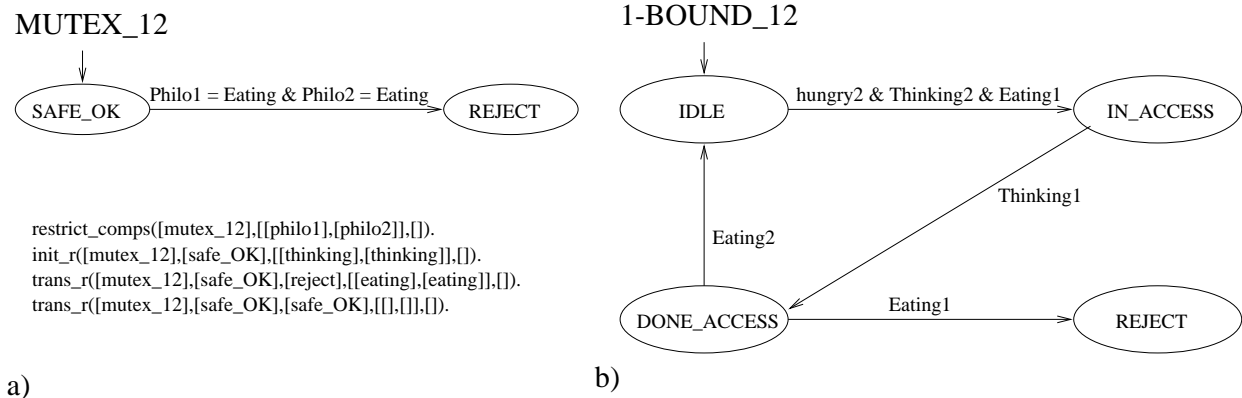 MUTEX_12
SAFE_OK
Philo1 = Eating & Philo2 = Eating
REJECT
restrict_comps([mutex_12],[[philo1],[philo2]],[]).
init_r([mutex_12],[safe_OK],[[thinking],[thinking]],[]).
trans_r([mutex_12],[safe_OK],[reject],[[eating],[eating]],[]).
trans_r([mutex_12],[safe_OK],[safe_OK],[[],[]],[]).
a)
1-BOUND_12
IDLE
hungry2 & Thinking2 & Eating1
IN_ACCESS
Thinking1
Eating2
DONE_ACCESS
Eating1
REJECT
b)